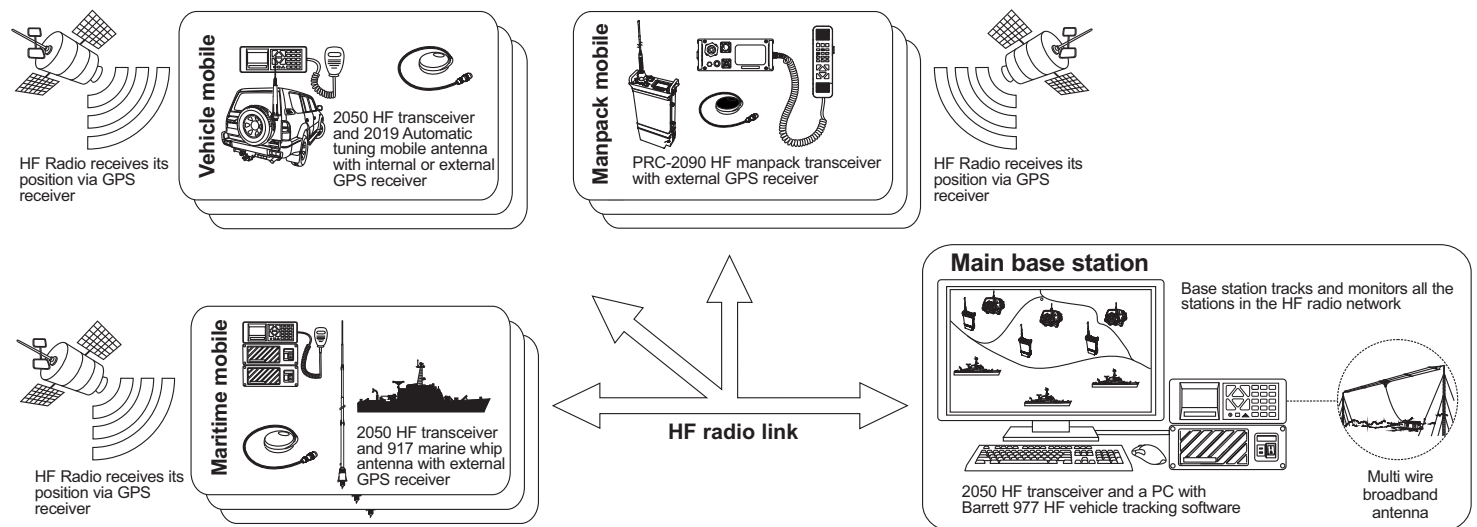 HF Radio receives its
position via GPS
receiver
Vehicle mobile
2050 HF transceiver
and 2019 Automatic
tuning mobile antenna
with internal or external
GPS receiver
Manpack mobile
PRC-2090 HF manpack transceiver
with external GPS receiver
HF Radio receives its
position via GPS
receiver
HF Radio receives its
position via GPS
receiver
Maritime mobile
2050 HF transceiver
and 917 marine whip
antenna with external
GPS receiver
HF radio link
Main base station
Base station tracks and monitors all the
stations in the HF radio network
2050 HF transceiver and a PC with
Barrett 977 HF vehicle tracking software
Multi wire
broadband
antenna